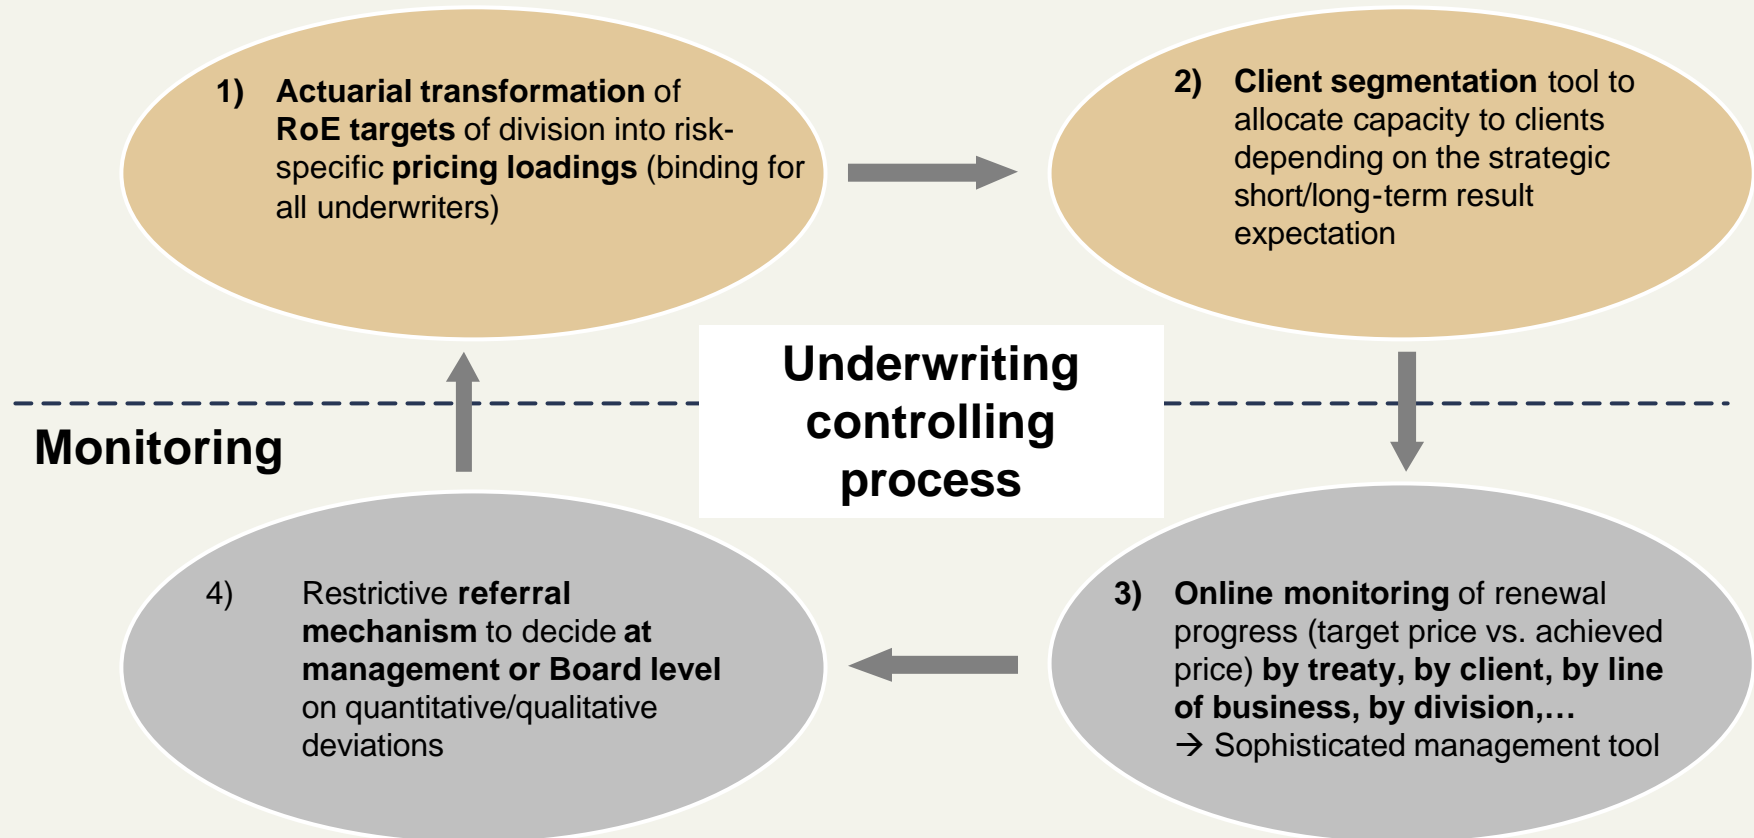 1) Actuarial transformation of
RoE targets of division into risk-
specific pricing loadings (binding for
all underwriters)
2) Client segmentation tool to
allocate capacity to clients
depending on the strategic
short/long-term result
expectation
Underwriting
controlling
process
Monitoring
4) Restrictive referral
mechanism to decide at
management or Board level
on quantitative/qualitative
deviations
3) Online monitoring of renewal
progress (target price vs. achieved
price) by treaty, by client, by line
of business, by division,…
→ Sophisticated management tool